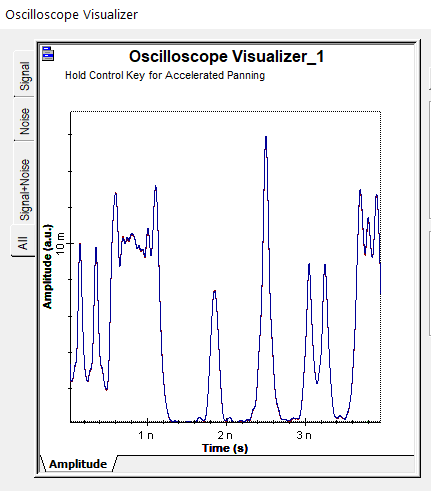 Oscilloscope Visualizer
Oscilloscope Visualizer_1
Hold Control Key for Accelerated Panning
Signal
Noise
Signal+Noise
All
Amplitude (a.u.)
10 m
1 n
2 n
3 n
Time (s)
Amplitude